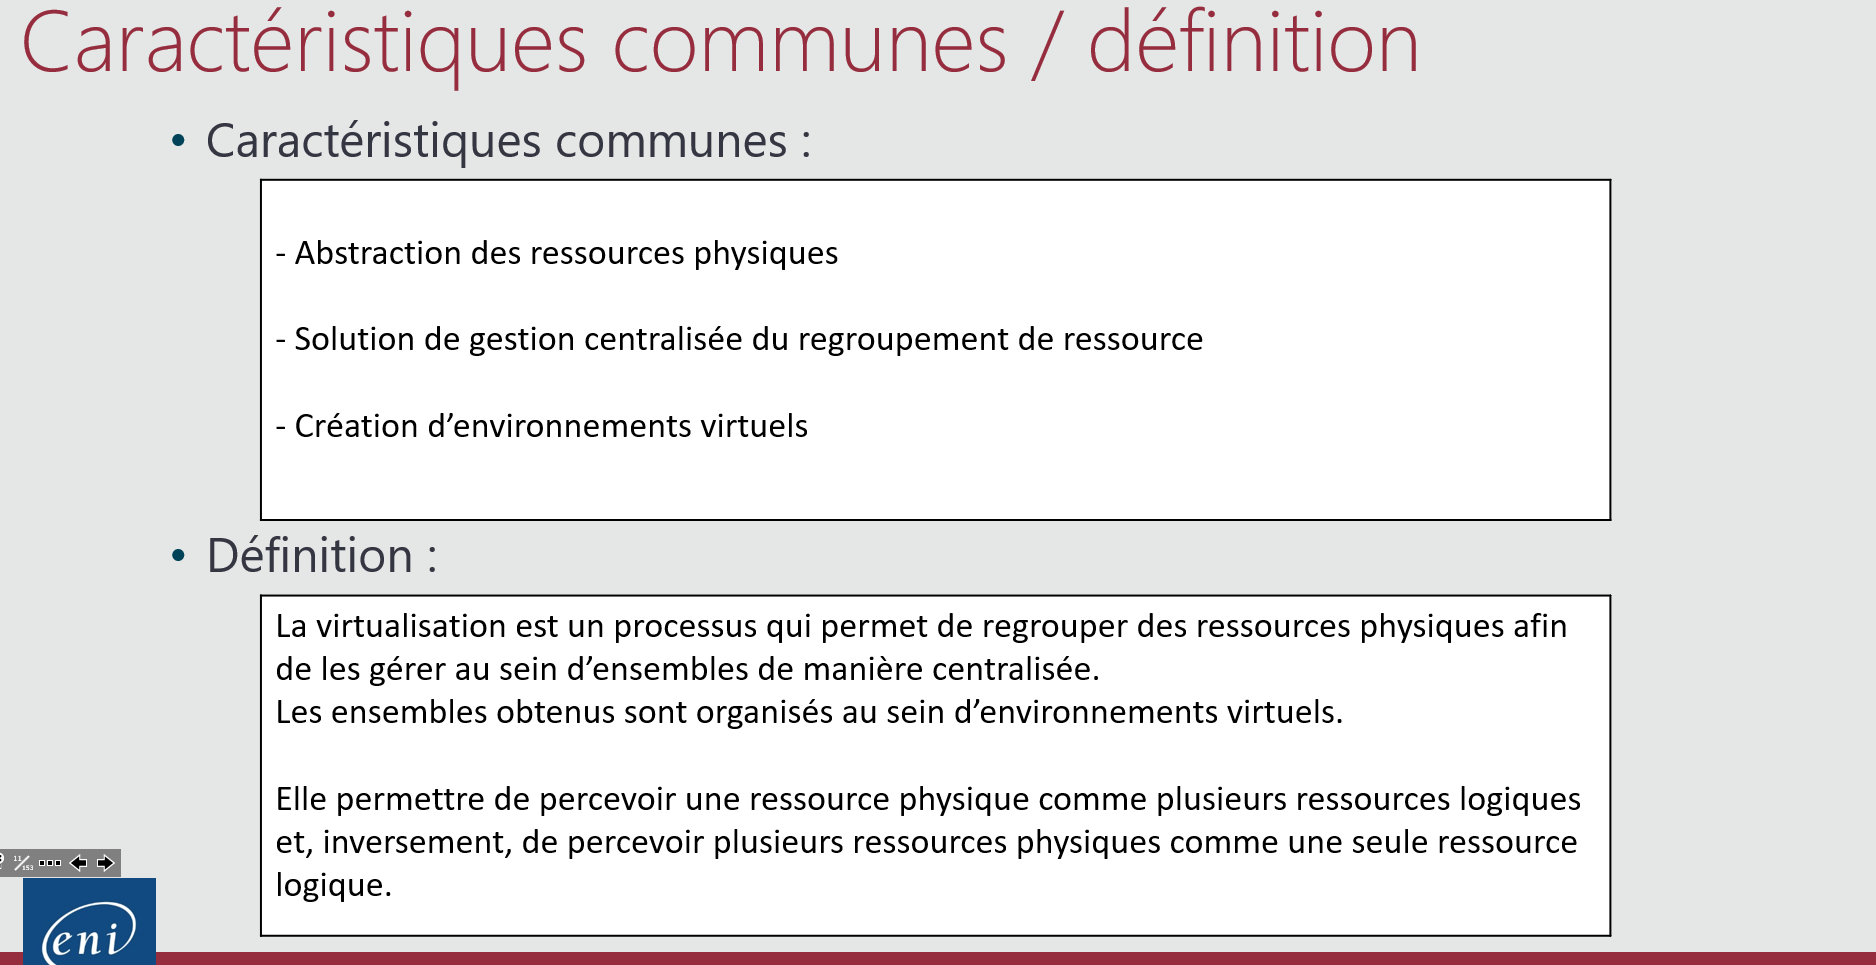 Caractéristiques communes / définition
• Caractéristiques communes :
- Abstraction des ressources physiques
- Solution de gestion centralisée du regroupement de ressource
- Création d’environnements virtuels
• Définition :
La virtualisation est un processus qui permet de regrouper des ressources physiques afin
de les gérer au sein d’ensembles de manière centralisée.
Les ensembles obtenus sont organisés au sein d’environnements virtuels.
Elle permettre de percevoir une ressource physique comme plusieurs ressources logiques
et, inversement, de percevoir plusieurs ressources physiques comme une seule ressource
logique.
11/153
eni